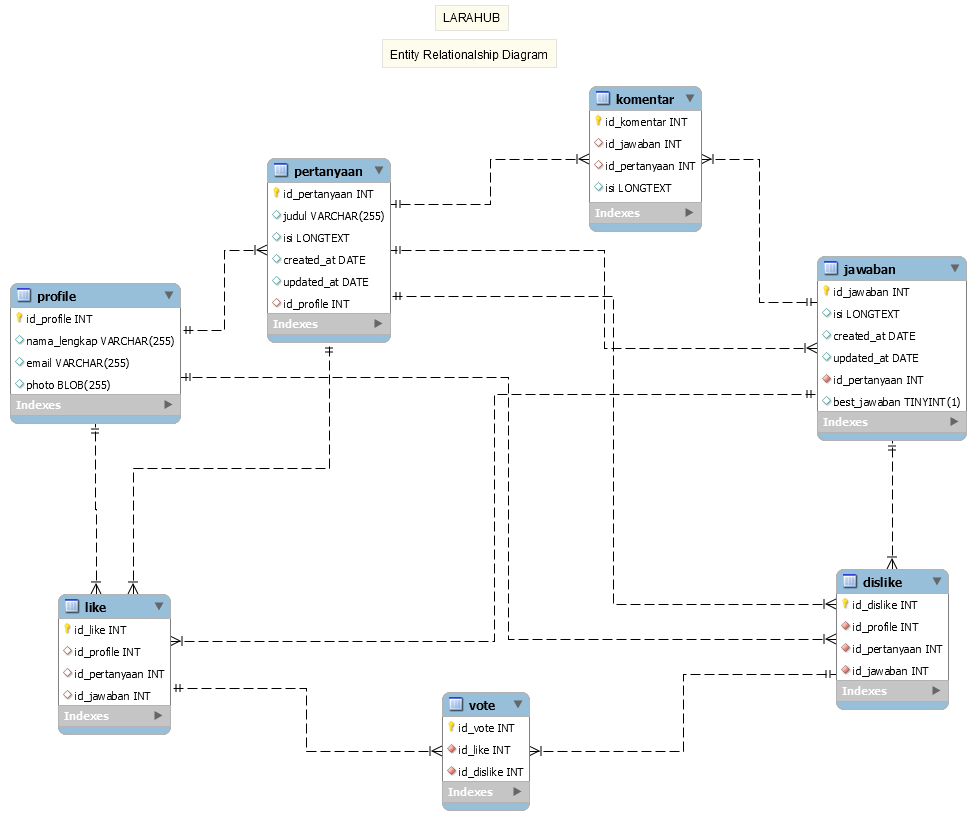 LARAHUB
Entity Relationalship Diagram
komentar
id_komentar INT
id_jawaban INT
id_pertanyaan INT
isi LONGTEXT
Indexes
pertanyaan
id_pertanyaan INT
judul VARCHAR(255)
isi LONGTEXT
created_at DATE
updated_at DATE
id_profile INT
Indexes
jawaban
id_jawaban INT
isi LONGTEXT
created_at DATE
updated_at DATE
id_pertanyaan INT
best_jawaban TINYINT(1)
Indexes
profile
id_profile INT
nama_lengkap VARCHAR(255)
email VARCHAR(255)
photo BLOB(255)
Indexes
like
id_like INT
id_profile INT
id_pertanyaan INT
id_jawaban INT
Indexes
dislike
id_dislike INT
id_profile INT
id_pertanyaan INT
id_jawaban INT
Indexes
vote
id_vote INT
id_like INT
id_dislike INT
Indexes